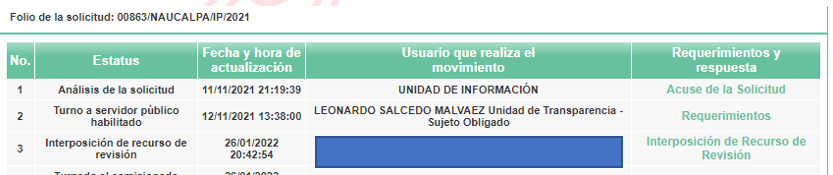 Folio de la solicitud: 00863/NAUCALPA/IP/2021
No. Estatus Fecha y hora de actualización Usuario que realiza el movimiento Requerimientos y respuesta
1 Análisis de la solicitud 11/11/2021 21:19:39 UNIDAD DE INFORMACIÓN Acuse de la Solicitud
2 Turno a servidor público habilitado 12/11/2021 13:38:00 LEONARDO SALCEDO MALVAEZ Unidad de Transparencia - Sujeto Obligado Requerimientos
3 Interposición de recurso de revisión 26/01/2022 20:42:54 Interposición de Recurso de Revisión